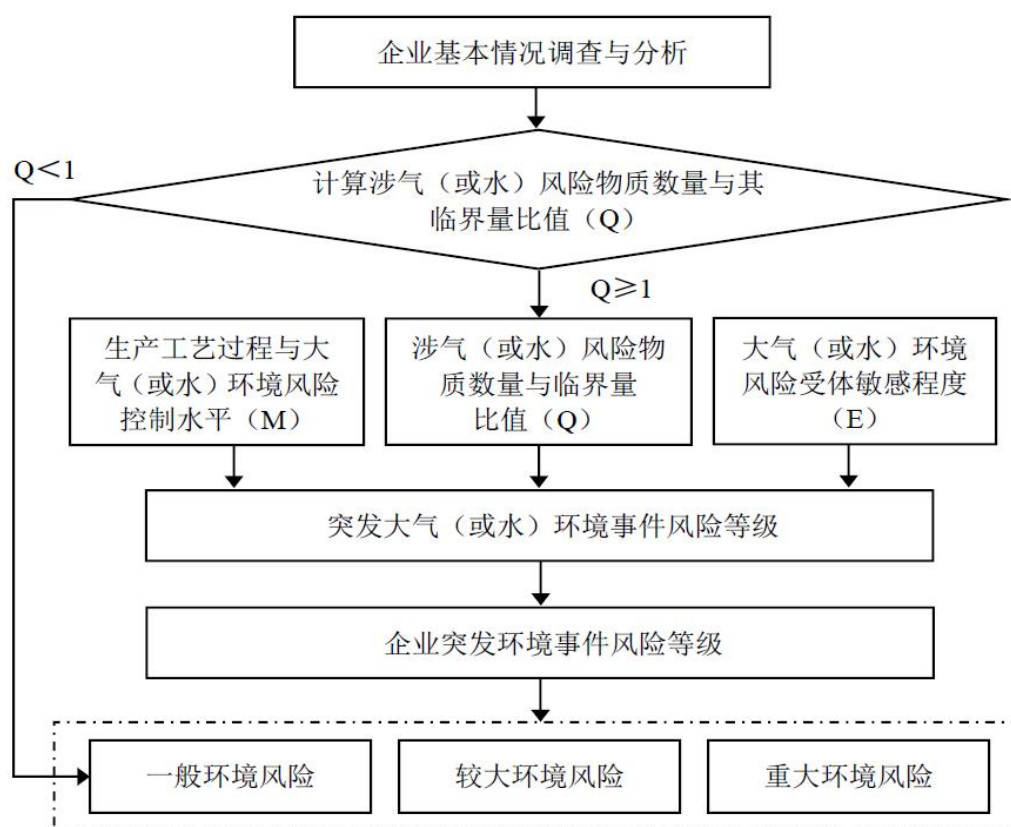 企业基本情况调查与分析
Q＜1
计算涉气（或水）风险物质数量与其
临界量比值（Q）
Q≥1
生产工艺过程与大
气（或水）环境风险
控制水平（M）
涉气（或水）风险物
质数量与临界量
比值（Q）
大气（或水）环境
风险受体敏感程度
（E）
突发大气（或水）环境事件风险等级
企业突发环境事件风险等级
一般环境风险
较大环境风险
重大环境风险